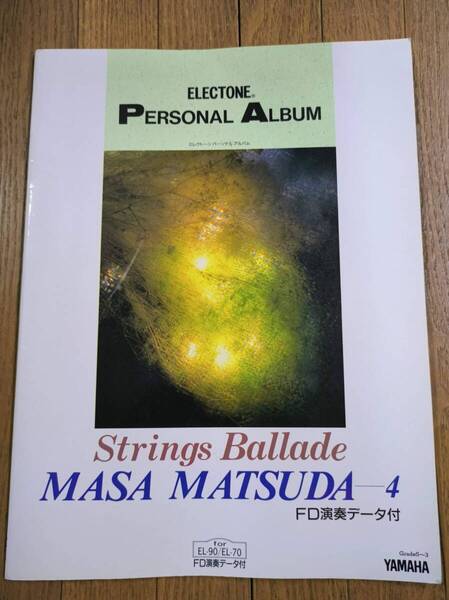 ELECTONE®
PERSONAL ALBUM
エレクトーン パーソナル アルバム
Strings Ballade
MASA MATSUDA—4
FD演奏データ付
for
EL-90/EL-70
FD演奏データ付
Grade5～3
YAMAHA